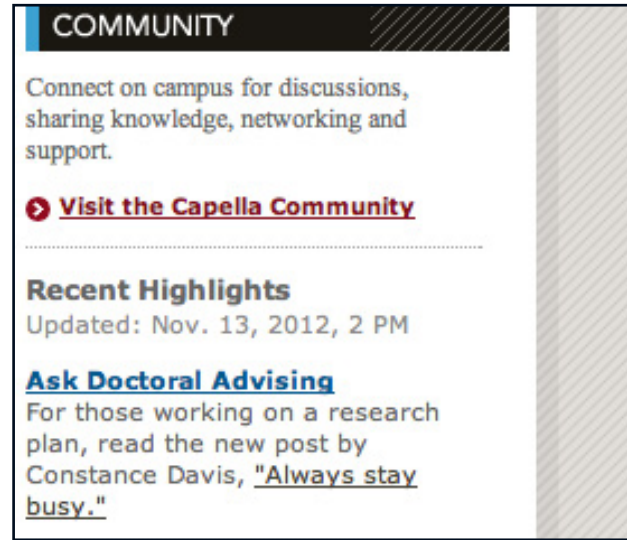 COMMUNITY
Connect on campus for discussions,
sharing knowledge, networking and
support.
Visit the Capella Community
Recent Highlights
Updated: Nov. 13, 2012, 2 PM
Ask Doctoral Advising
For those working on a research
plan, read the new post by
Constance Davis, "Always stay
busy."